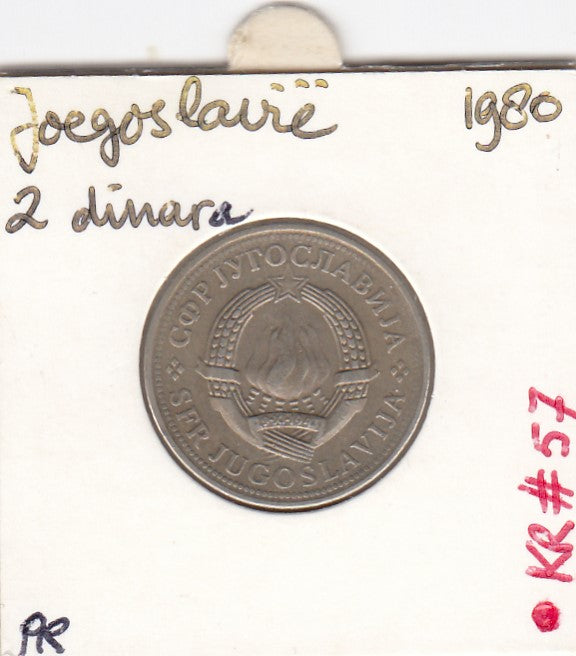 Joegoslavië 1980
2 dinara
СФР ЈУГОСЛАВИЈА
SFR JUGOSLAVIJA
KR#57
PR